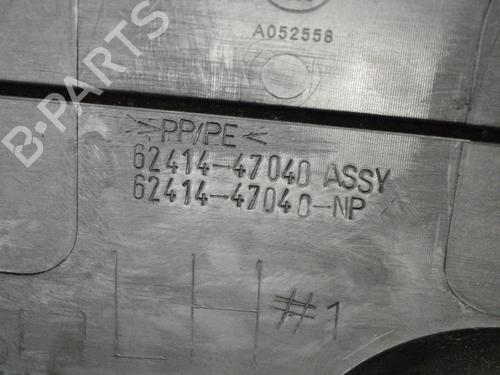 A052558
B-PARTS
>PP/PE<
62414-47040 ASSY
62414-47040-NP
LH #1